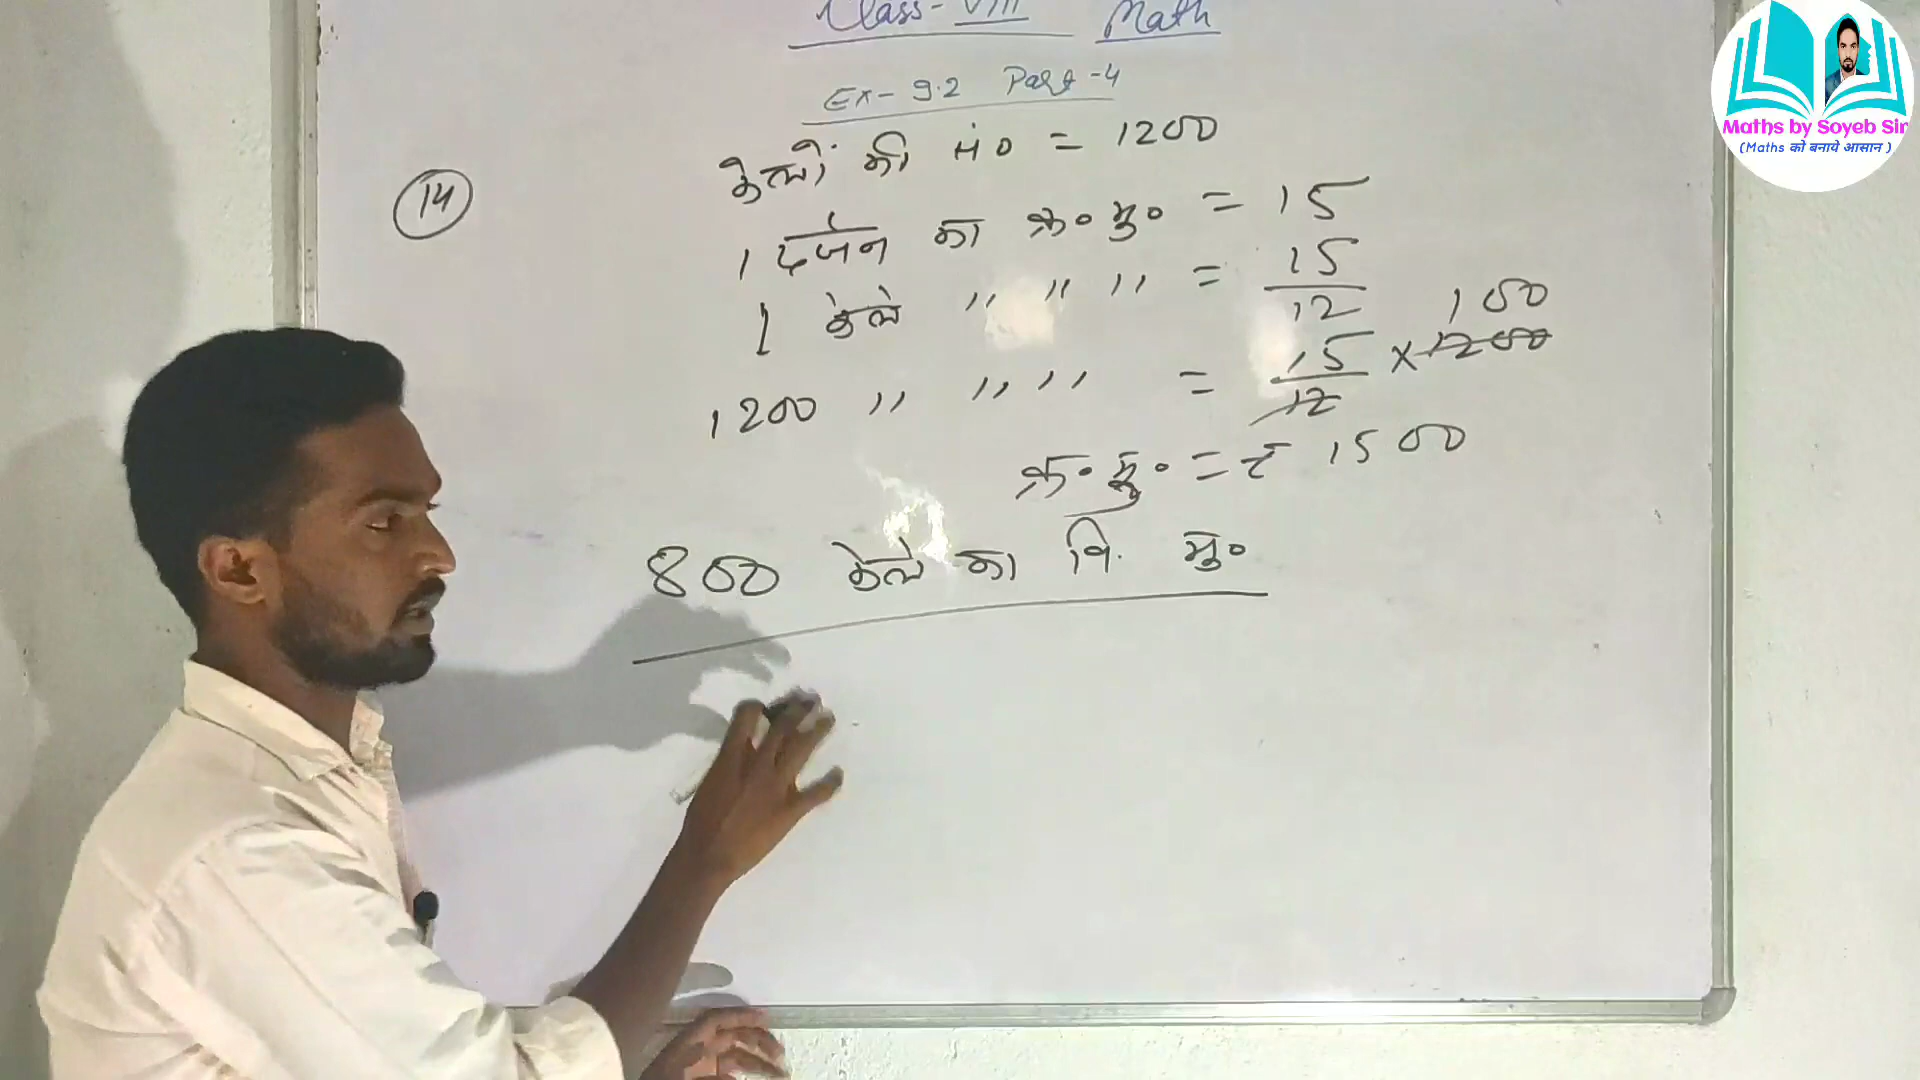 Class- VIII Math
Ex- 9.2 Part-4
(14) केलों की सं० = 1200
1 दर्जन का क्र० मु० = 15
1 केले " " " = 15/12
1200 " " " = 15/12 × 1200 100
क्र० मु० = ₹ 1500
800 केले का वि. मु०
Maths by Soyeb Sir
(Maths को बनाये आसान)